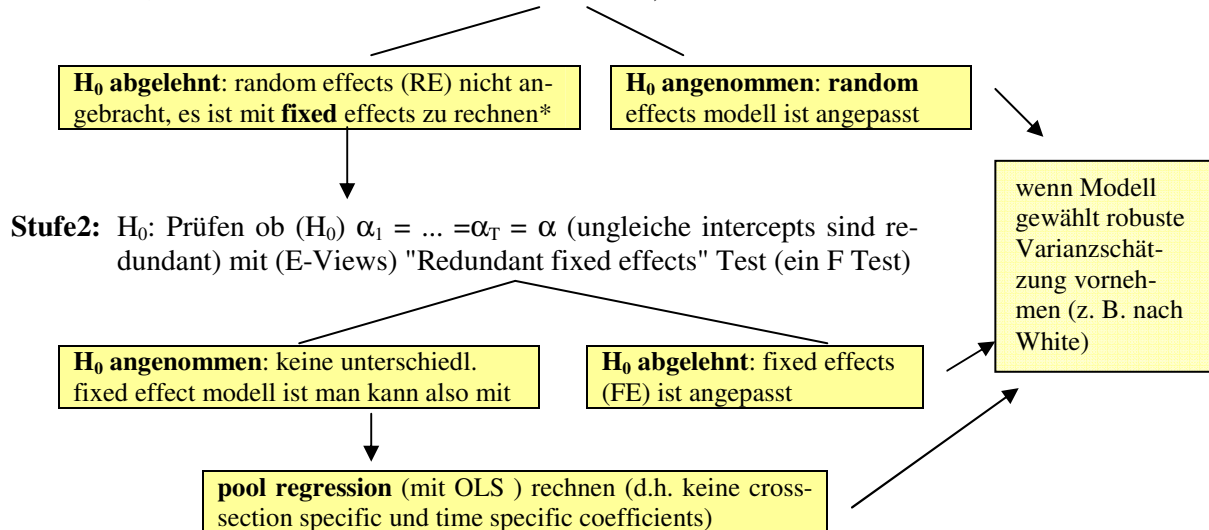 H₀ abgelehnt: random effects (RE) nicht an-
gebracht, es ist mit fixed effects zu rechnen*
H₀ angenommen: random
effects modell ist angepasst
wenn Modell
gewählt robuste
Varianzschät-
zung vorneh-
men (z. B. nach
White)
Stufe2: H₀: Prüfen ob (H₀) α₁ = ... =α_T = α (ungleiche intercepts sind re-
dundant) mit (E-Views) "Redundant fixed effects" Test (ein F Test)
H₀ angenommen: keine unterschiedl.
fixed effect modell ist man kann also mit
H₀ abgelehnt: fixed effects
(FE) ist angepasst
pool regression (mit OLS ) rechnen (d.h. keine cross-
section specific und time specific coefficients)